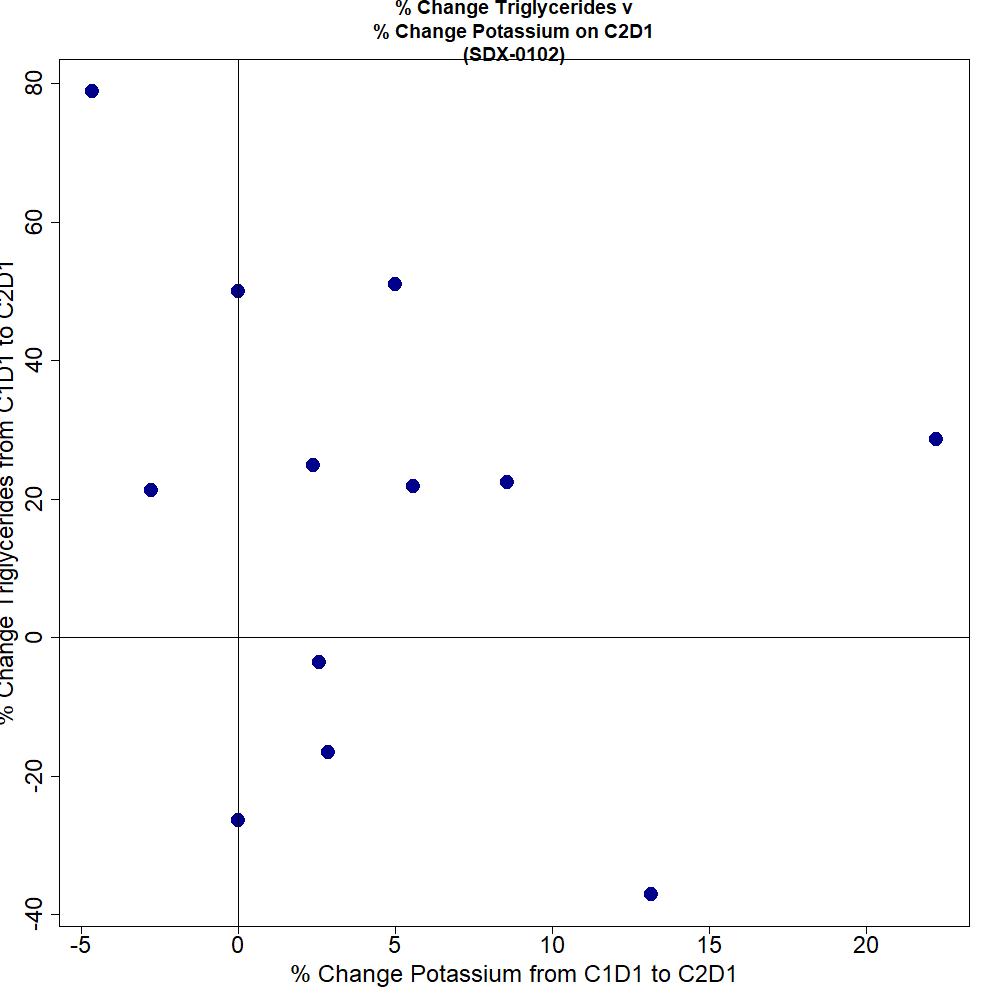 % Change Triglycerides v
% Change Potassium on C2D1
(SDX-0102)
% Change Triglycerides from C1D1 to C2D1
80
60
40
20
0
-20
-40
-5
0
5
10
15
20
% Change Potassium from C1D1 to C2D1